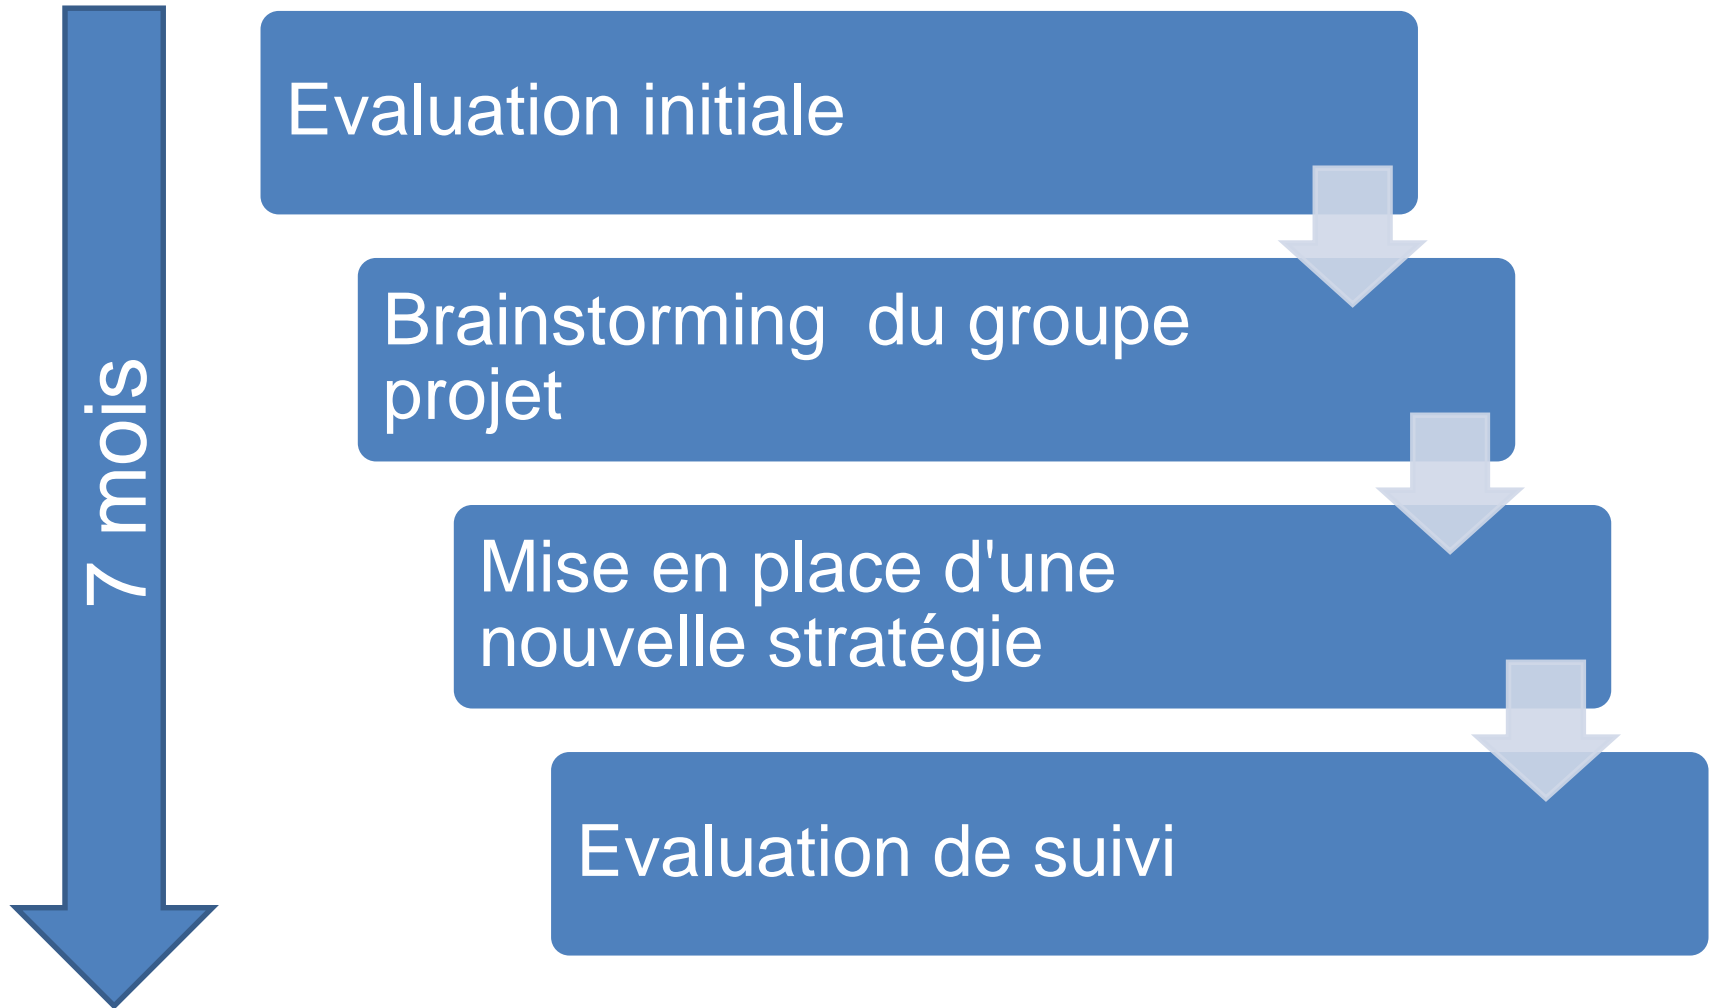 7 mois
Evaluation initiale
Brainstorming  du groupe
projet
Mise en place d'une
nouvelle stratégie
Evaluation de suivi